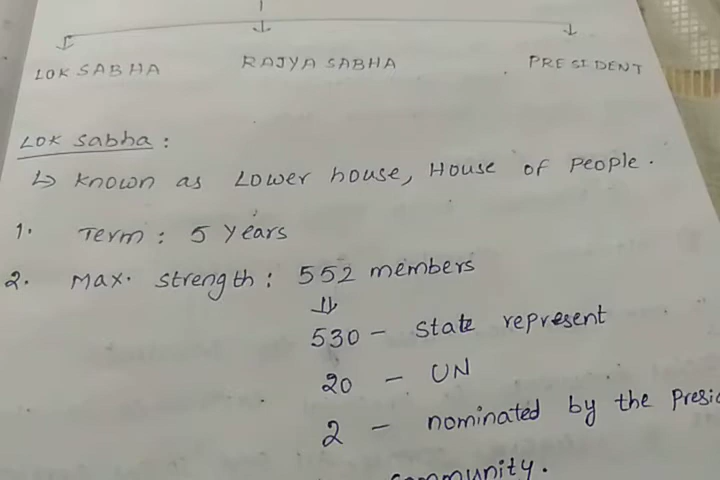 LOK SABHA RAJYA SABHA PRESIDENT
LOK Sabha :
↳ Known as Lower house, House of People.
1. Term : 5 Years
2. Max. Strength : 552 members
⇓
530 - State represent
20 - UN
2 - nominated by the
community.